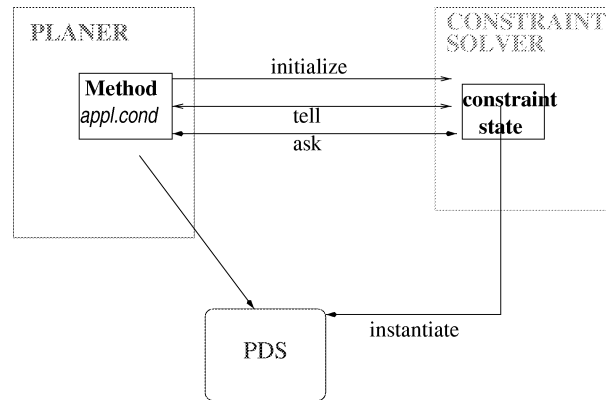 PLANER
CONSTRAINT
SOLVER
initialize
Method
appl.cond
constraint
state
tell
ask
instantiate
PDS